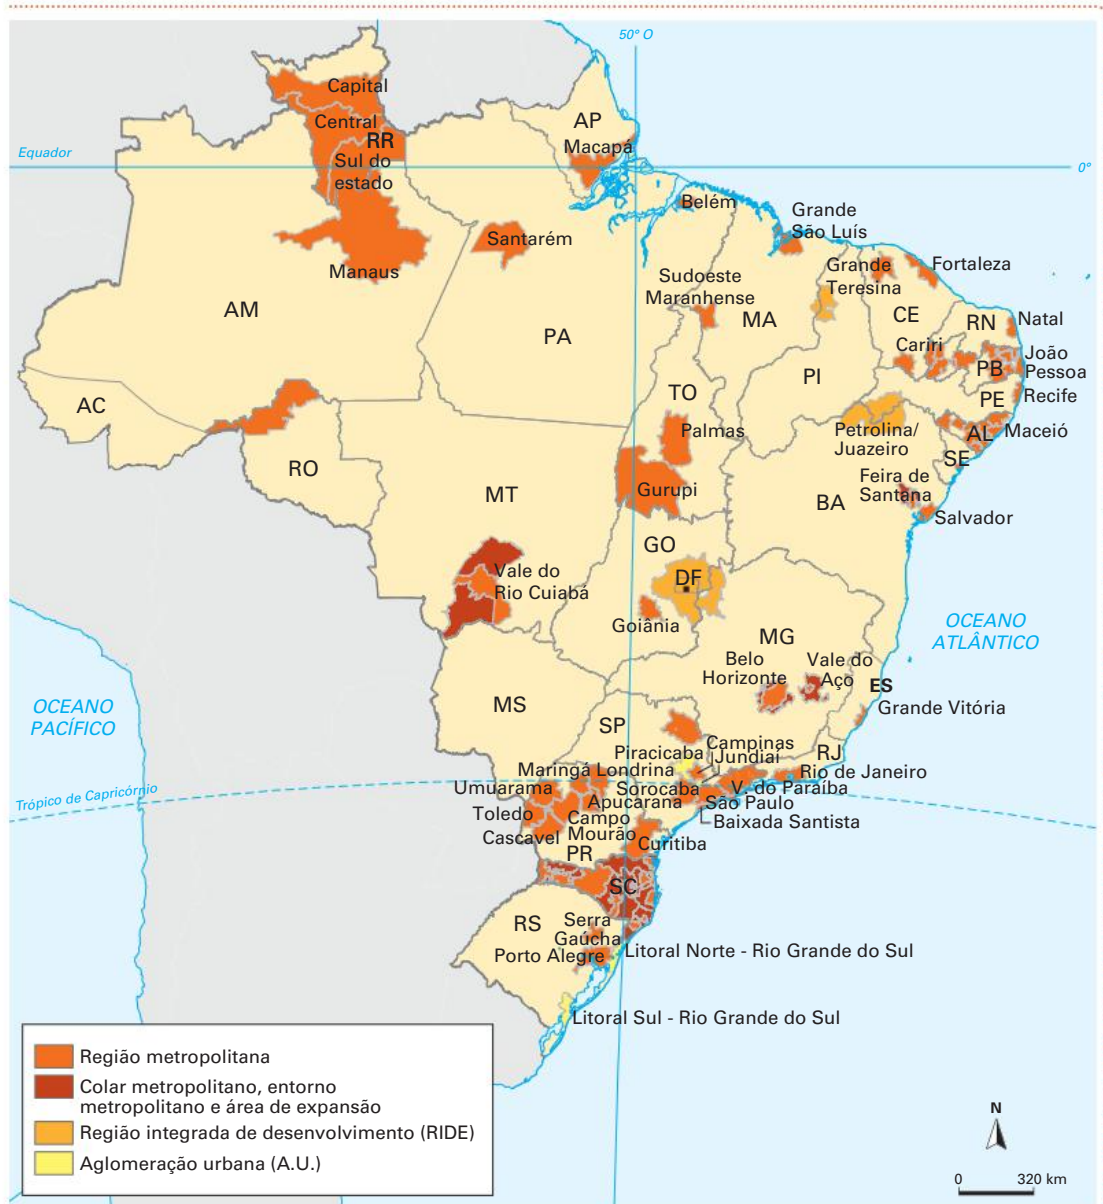 50° O
Capital
Central
RR
Sul do
estado
AP
Macapá
Equador
0°
Belém
Grande
São Luís
Santarém
Manaus
Grande
Teresina
Fortaleza
Sudoeste
Maranhense
AM
PA
MA
CE
RN
Natal
Cariri
João
Pessoa
PB
PI
TO
PE
Recife
AC
Palmas
Petrolina/
Juazeiro
AL
Maceió
SE
RO
MT
Gurupi
Feira de
Santana
BA
Salvador
GO
Vale do
Rio Cuiabá
DF
Goiânia
OCEANO
ATLÂNTICO
MG
Belo
Horizonte
Vale do
Aço
ES
Grande Vitória
OCEANO
PACÍFICO
MS
SP
Campinas
Piracicaba
Jundiaí
RJ
Maringá
Londrina
Rio de Janeiro
Trópico de Capricórnio
Umuarama
Sorocaba
V. do Paraíba
Apucarana
São Paulo
Toledo
Campo
Mourão
Baixada Santista
Cascavel
Curitiba
PR
SC
RS
Serra
Gaúcha
Porto Alegre
Litoral Norte - Rio Grande do Sul
Litoral Sul - Rio Grande do Sul
Região metropolitana
Colar metropolitano, entorno
metropolitano e área de expansão
Região integrada de desenvolvimento (RIDE)
Aglomeração urbana (A.U.)
N
0
320 km